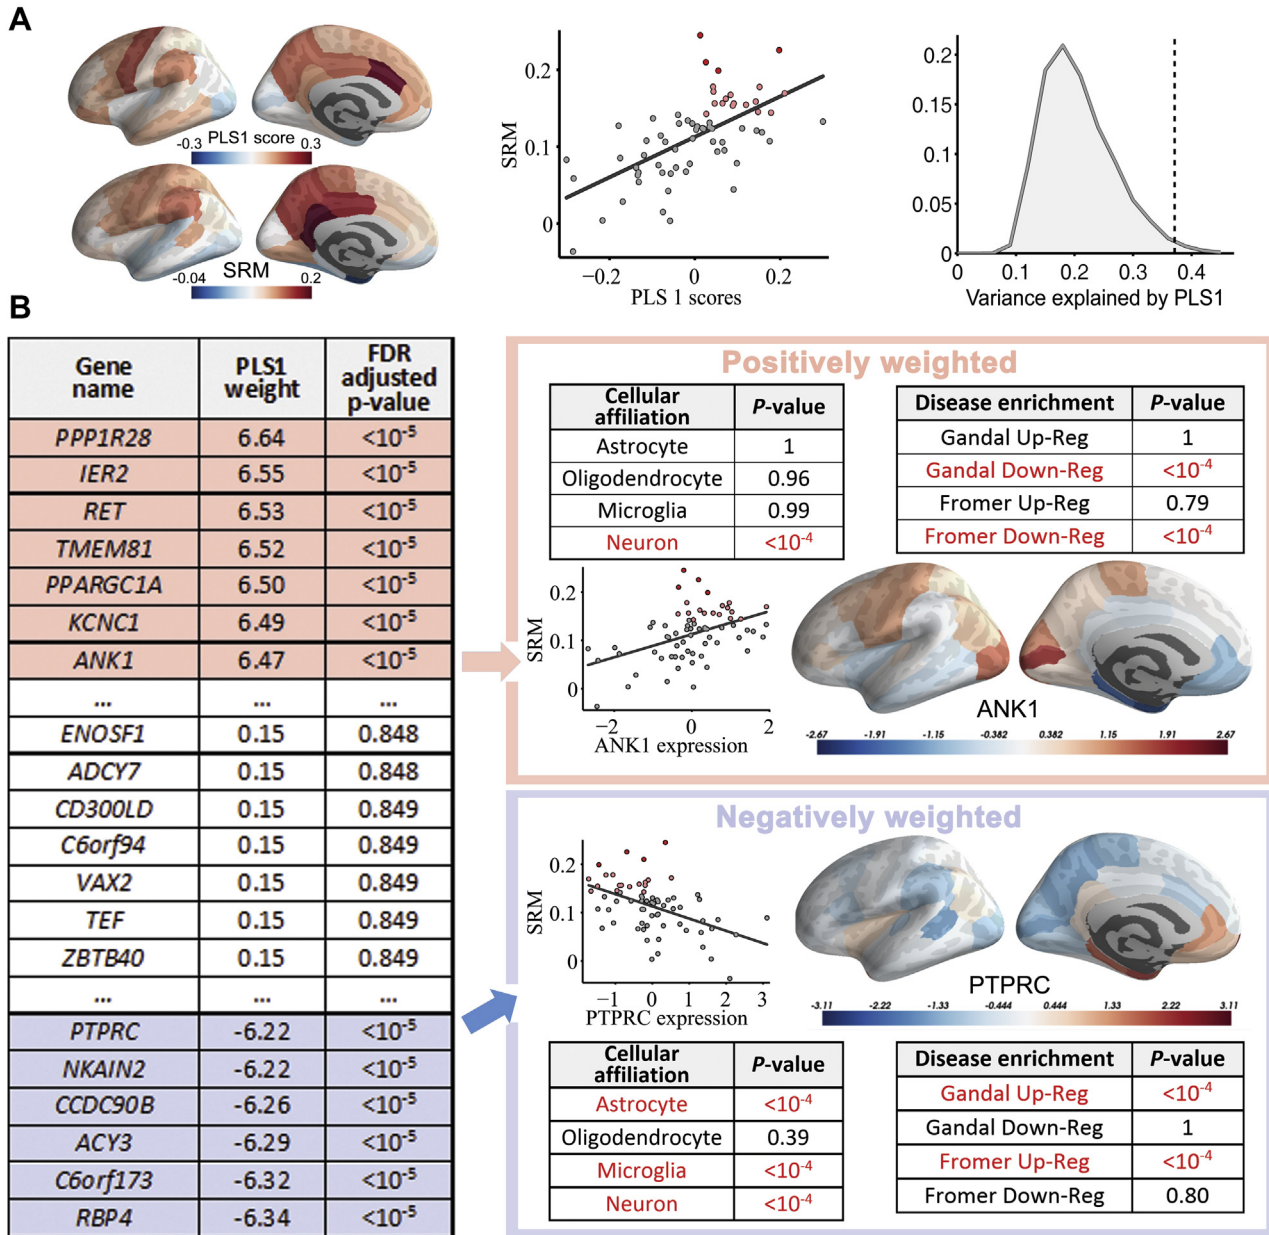 A
-0.3 PLS1 score 0.3
-0.04 SRM 0.2
SRM
0.2
0.1
0
−0.2 0 0.2
PLS 1 scores
0.2
0.15
0.1
0.05
0
0 0.1 0.2 0.3 0.4
Variance explained by PLS1
B
Gene name PLS1 weight FDR adjusted p-value
PPP1R28 6.64 <10-5
IER2 6.55 <10-5
RET 6.53 <10-5
TMEM81 6.52 <10-5
PPARGC1A 6.50 <10-5
KCNC1 6.49 <10-5
ANK1 6.47 <10-5
... ... ...
ENOSF1 0.15 0.848
ADCY7 0.15 0.848
CD300LD 0.15 0.849
C6orf94 0.15 0.849
VAX2 0.15 0.849
TEF 0.15 0.849
ZBTB40 0.15 0.849
... ... ...
PTPRC -6.22 <10-5
NKAIN2 -6.22 <10-5
CCDC90B -6.26 <10-5
ACY3 -6.29 <10-5
C6orf173 -6.32 <10-5
RBP4 -6.34 <10-5
Positively weighted
Cellular affiliation P-value
Astrocyte 1
Oligodendrocyte 0.96
Microglia 0.99
Neuron <10-4
Disease enrichment P-value
Gandal Up-Reg 1
Gandal Down-Reg <10-4
Fromer Up-Reg 0.79
Fromer Down-Reg <10-4
SRM
0.2
0.1
0
−2 0 2
ANK1 expression
ANK1
-2.67 -1.91 -1.15 -0.382 0.382 1.15 1.91 2.67
Negatively weighted
SRM
0.2
0.1
0
−1 0 1 2 3
PTPRC expression
PTPRC
-3.11 -2.22 -1.33 -0.444 0.444 1.33 2.22 3.11
Cellular affiliation P-value
Astrocyte <10-4
Oligodendrocyte 0.39
Microglia <10-4
Neuron <10-4
Disease enrichment P-value
Gandal Up-Reg <10-4
Gandal Down-Reg 1
Fromer Up-Reg <10-4
Fromer Down-Reg 0.80